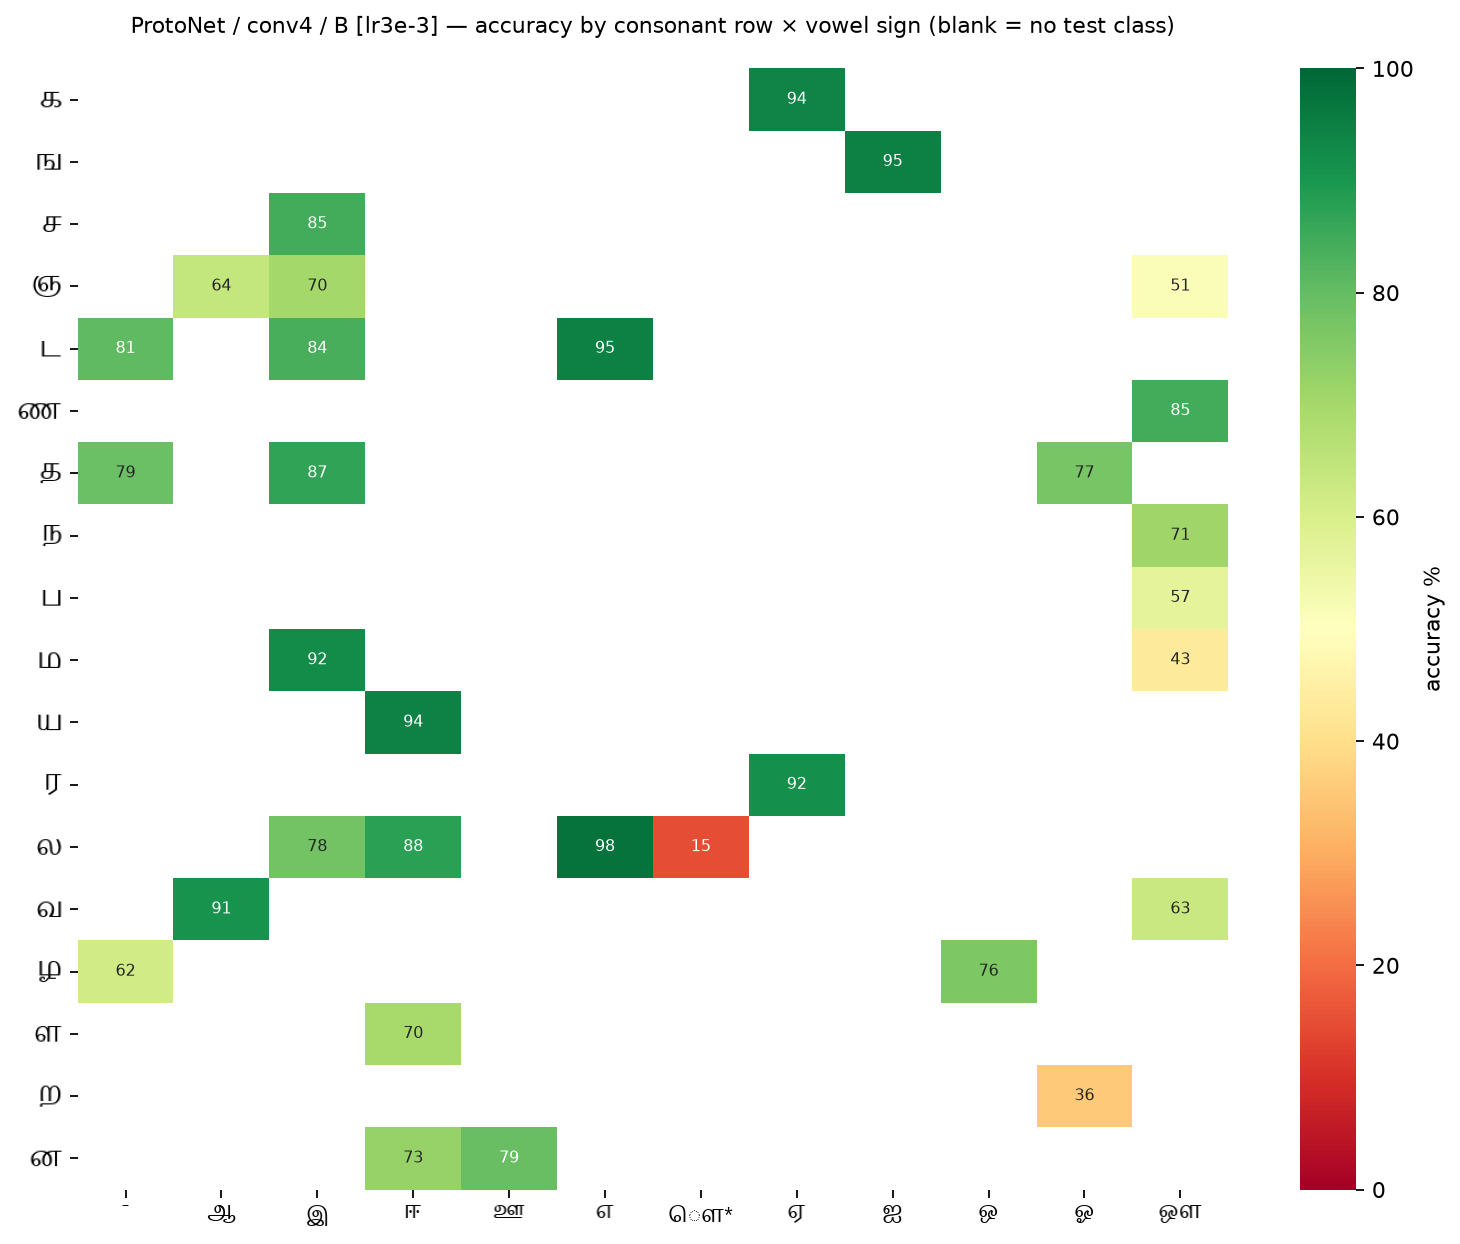 ProtoNet / conv4 / B [lr3e-3] — accuracy by consonant row × vowel sign (blank = no test class)
க 94
ங 95
ச 85
ஞ 64 70 51
ட 81 84 95
ண 85
த 79 87 77
ந 71
ப 57
ம 92 43
ய 94
ர 92
ல 78 88 98 15
வ 91 63
ழ 62 76
ள 70
ற 36
ன 73 79
- ஆ இ ஈ ஊ எ ௌ* ஏ ஐ ஒ ஓ ஔ
100
80
60
40
20
0
accuracy %